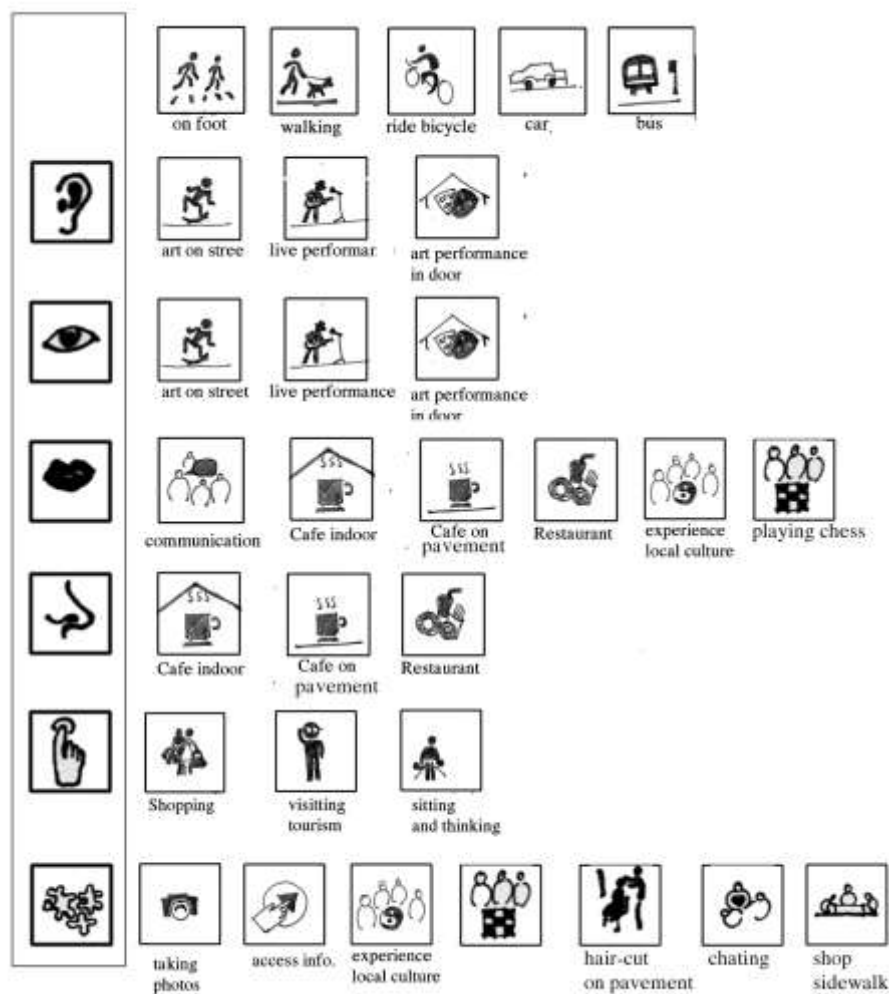 on foot
walking
ride bicycle
car
bus
art on stree
live performar
art performance
in door
art on street
live performance
art performance
in door
communication
Cafe indoor
Cafe on
pavement
Restaurant
experience
local culture
playing chess
Cafe indoor
Cafe on
pavement
Restaurant
Shopping
visitting
tourism
sitting
and thinking
taking
photos
access info.
experience
local culture
hair-cut
on pavement
chating
shop
sidewalk